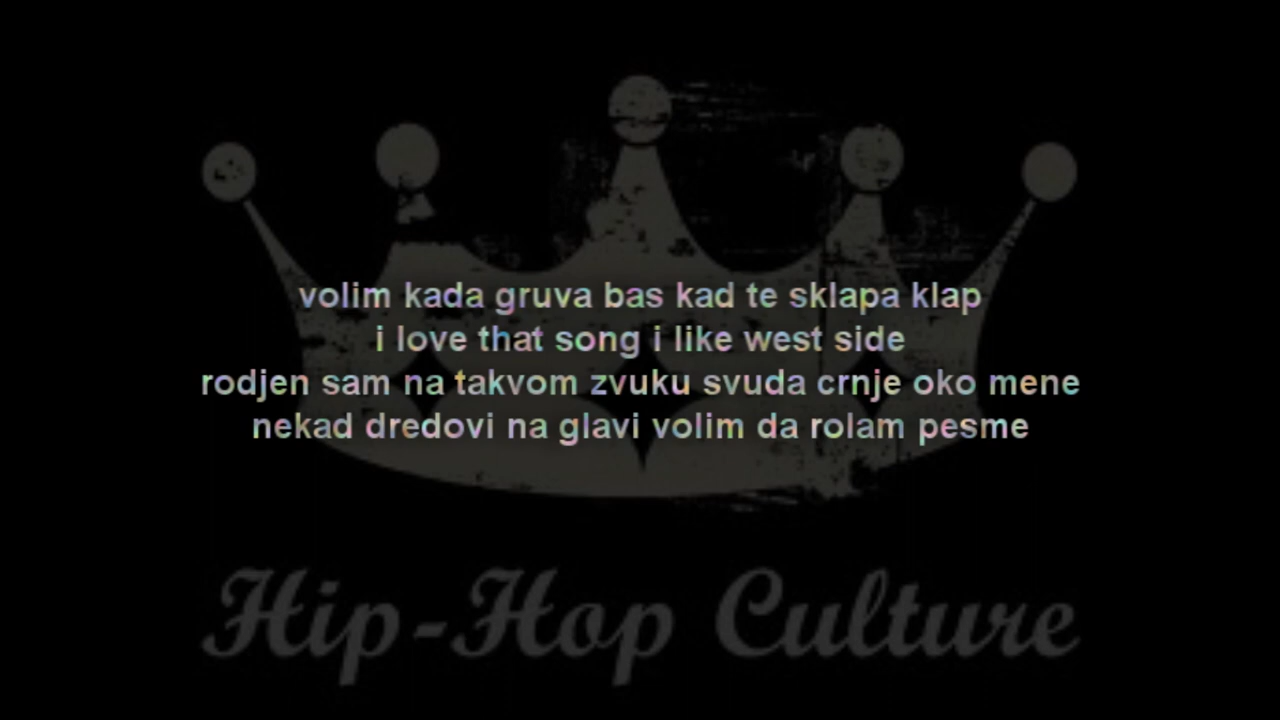 volim kada gruva bas kad te sklapa klap
i love that song i like west side
rodjen sam na takvom zvuku svuda crnje oko mene
nekad dredovi na glavi volim da rolam pesme
Hip-Hop Culture